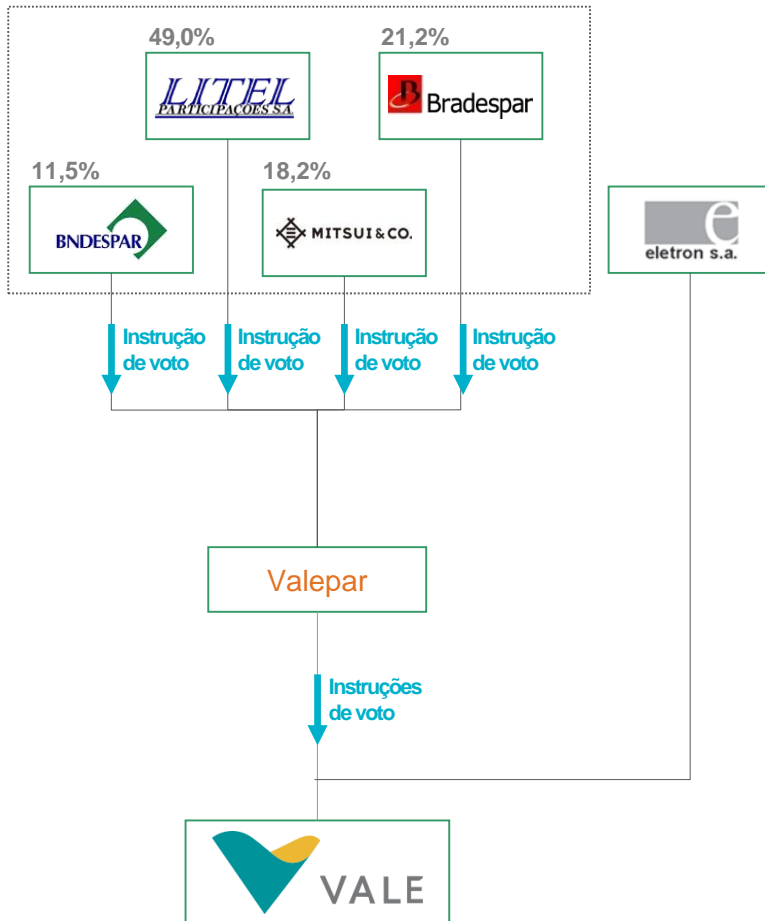 49,0%
21,2%
LITEL
PARTICIPAÇÕES S.A.
Bradespar
11,5%
18,2%
BNDESPAR
MITSUI & CO.
e
eletron s.a.
Instrução
de voto
Instrução
de voto
Instrução
de voto
Instrução
de voto
Valepar
Instruções
de voto
VALE